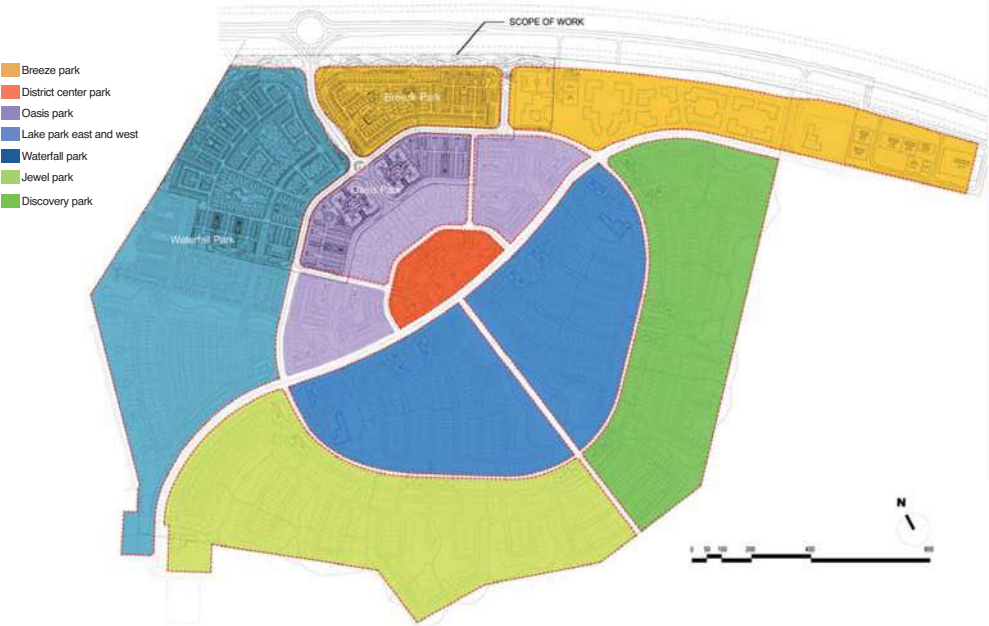 SCOPE OF WORK
Breeze park
District center park
Oasis park
Lake park east and west
Waterfall park
Jewel park
Discovery park
Breeze Park
Oasis Park
Waterfall Park
N
0 50 100 200 400 800